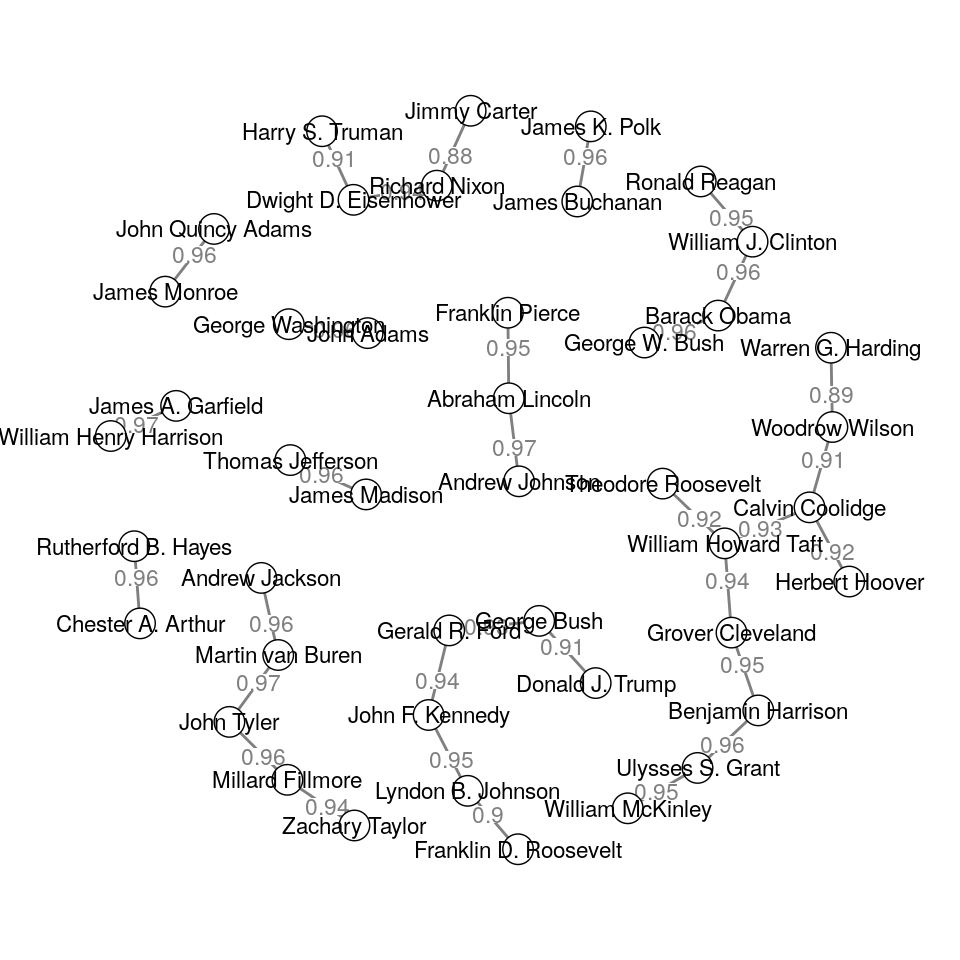 Jimmy Carter
James K. Polk
Harry S. Truman
0.88
0.96
0.91
Ronald Reagan
Richard Nixon
Dwight D. Eisenhower
James Buchanan
0.95
John Quincy Adams
William J. Clinton
0.96
0.96
James Monroe
Franklin Pierce
Barack Obama
George Washington
John Adams
0.96
George W. Bush
Warren G. Harding
0.95
0.89
Abraham Lincoln
James A. Garfield
0.97
William Henry Harrison
Woodrow Wilson
0.97
0.91
Thomas Jefferson
0.96
Andrew Johnson
Theodore Roosevelt
James Madison
Calvin Coolidge
0.92
0.93
Rutherford B. Hayes
William Howard Taft
0.92
0.96
Andrew Jackson
0.94
Herbert Hoover
Chester A. Arthur
0.96
Gerald R. Ford
George Bush
Grover Cleveland
0.91
Martin van Buren
0.95
0.97
0.94
Donald J. Trump
John Tyler
John F. Kennedy
Benjamin Harrison
0.96
0.95
0.96
Millard Fillmore
Ulysses S. Grant
Lyndon B. Johnson
0.95
0.94
0.9
William McKinley
Zachary Taylor
Franklin D. Roosevelt